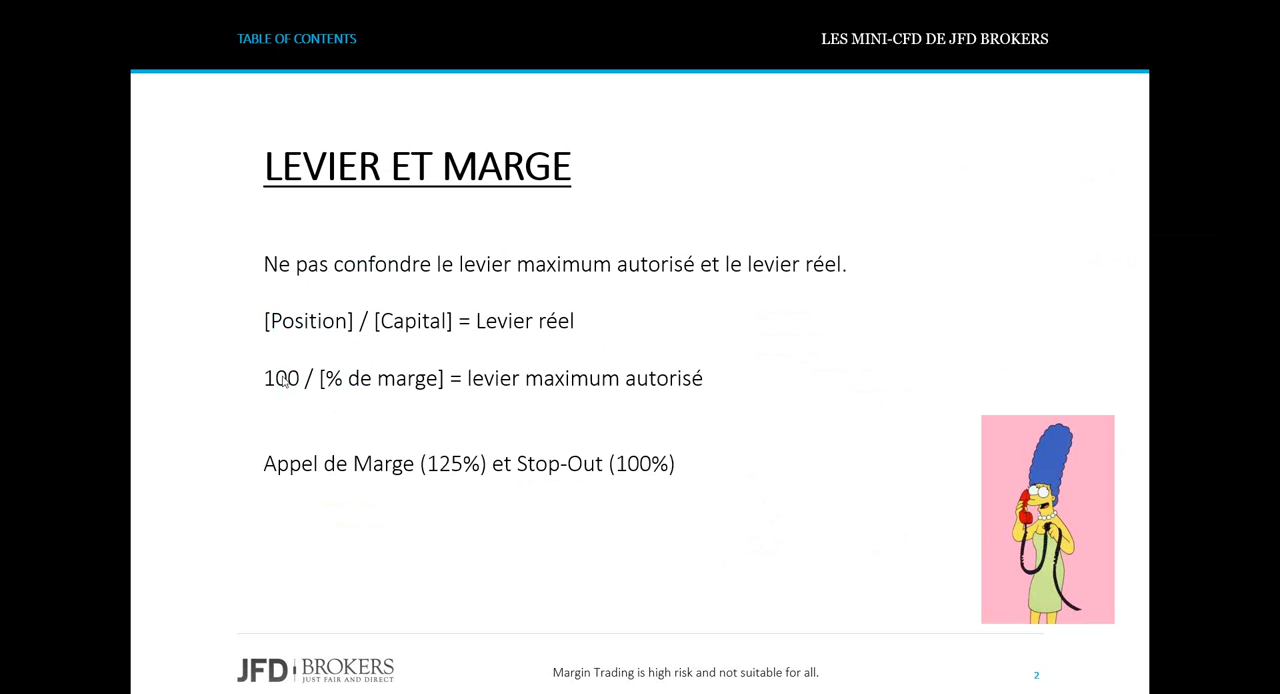 TABLE OF CONTENTS
LES MINI-CFD DE JFD BROKERS
LEVIER ET MARGE
Ne pas confondre le levier maximum autorisé et le levier réel.
[Position] / [Capital] = Levier réel
100 / [% de marge] = levier maximum autorisé
Appel de Marge (125%) et Stop-Out (100%)
JFD BROKERS
JUST FAIR AND DIRECT
Margin Trading is high risk and not suitable for all.
2